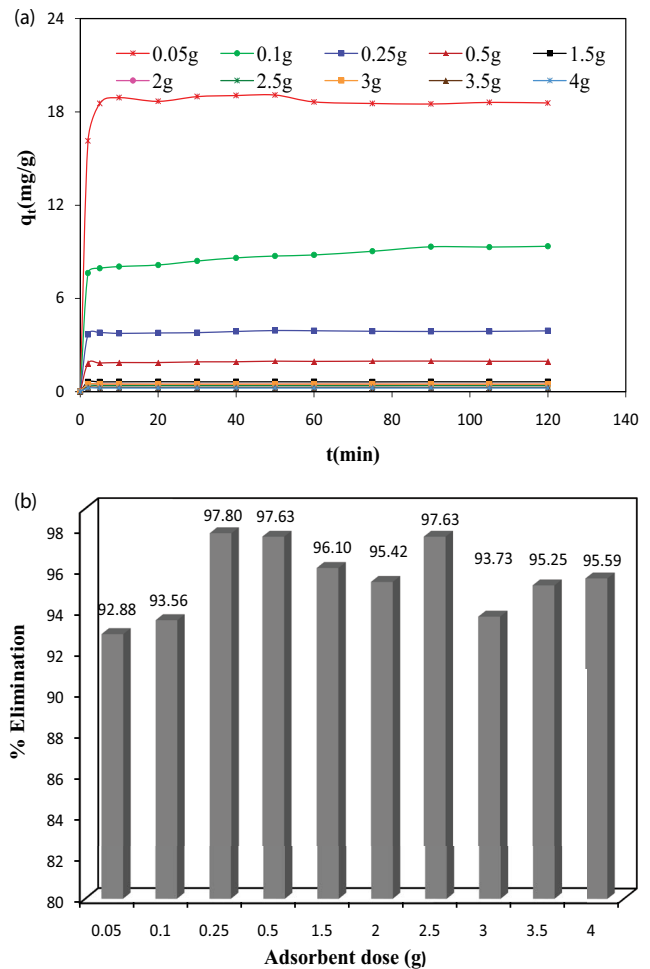 (a)
24
0.05g 0.1g 0.25g 0.5g 1.5g
2g 2.5g 3g 3.5g 4g
18
12
6
0
qt(mg/g)
0 20 40 60 80 100 120 140
t(min)
(b)
98
96
94
92
90
88
86
84
82
80
% Elimination
92.88 93.56 97.80 97.63 96.10 95.42 97.63 93.73 95.25 95.59
0.05 0.1 0.25 0.5 1.5 2 2.5 3 3.5 4
Adsorbent dose (g)